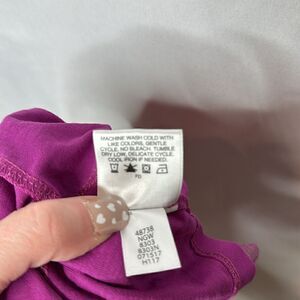 MACHINE WASH COLD WITH
LIKE COLORS, GENTLE
CYCLE, NO BLEACH. TUMBLE
DRY LOW, DELICATE CYCLE.
COOL IRON IF NEEDED.
PD
48738
NGW
8303
8303N
071517
H117